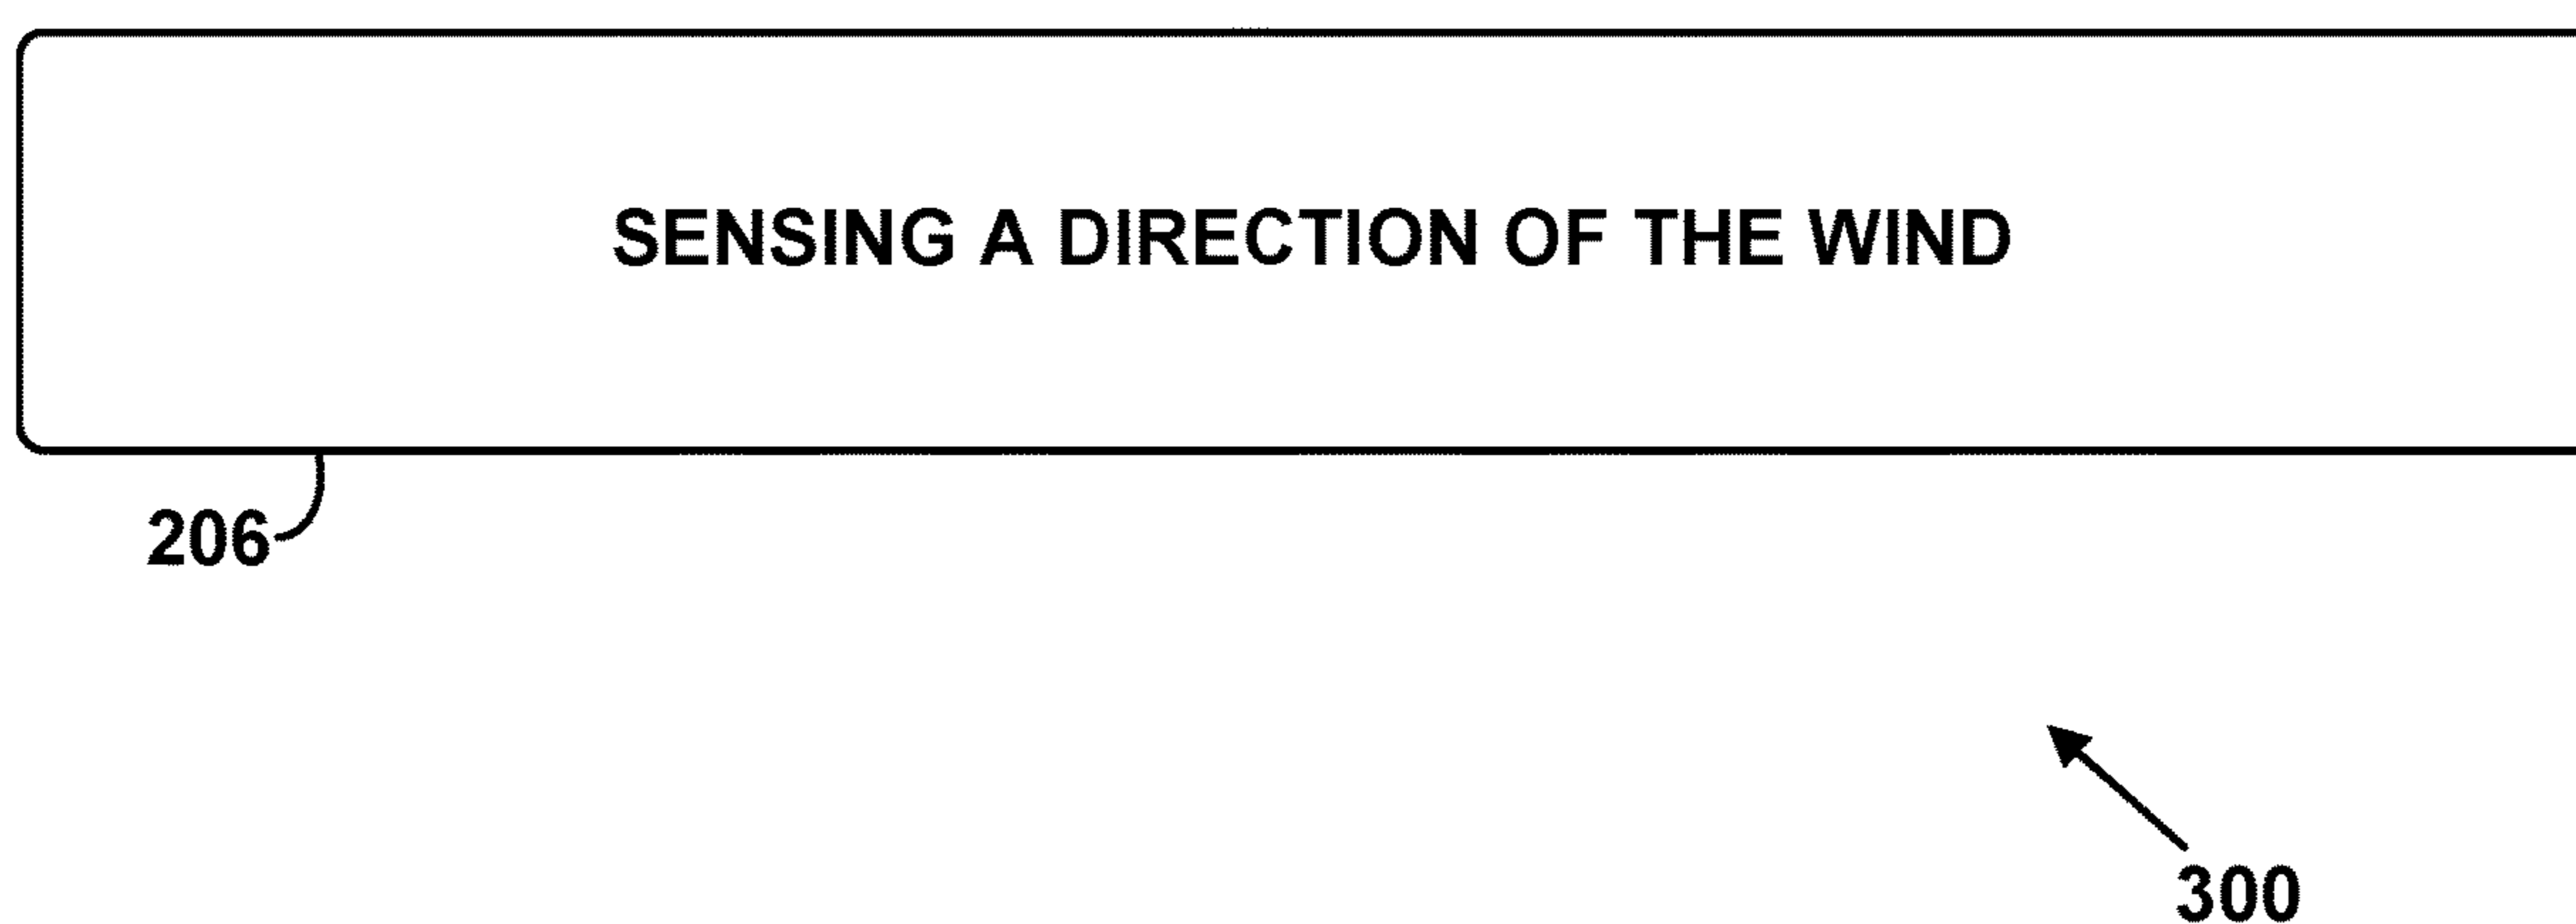 SENSING A DIRECTION OF THE WIND
206
300